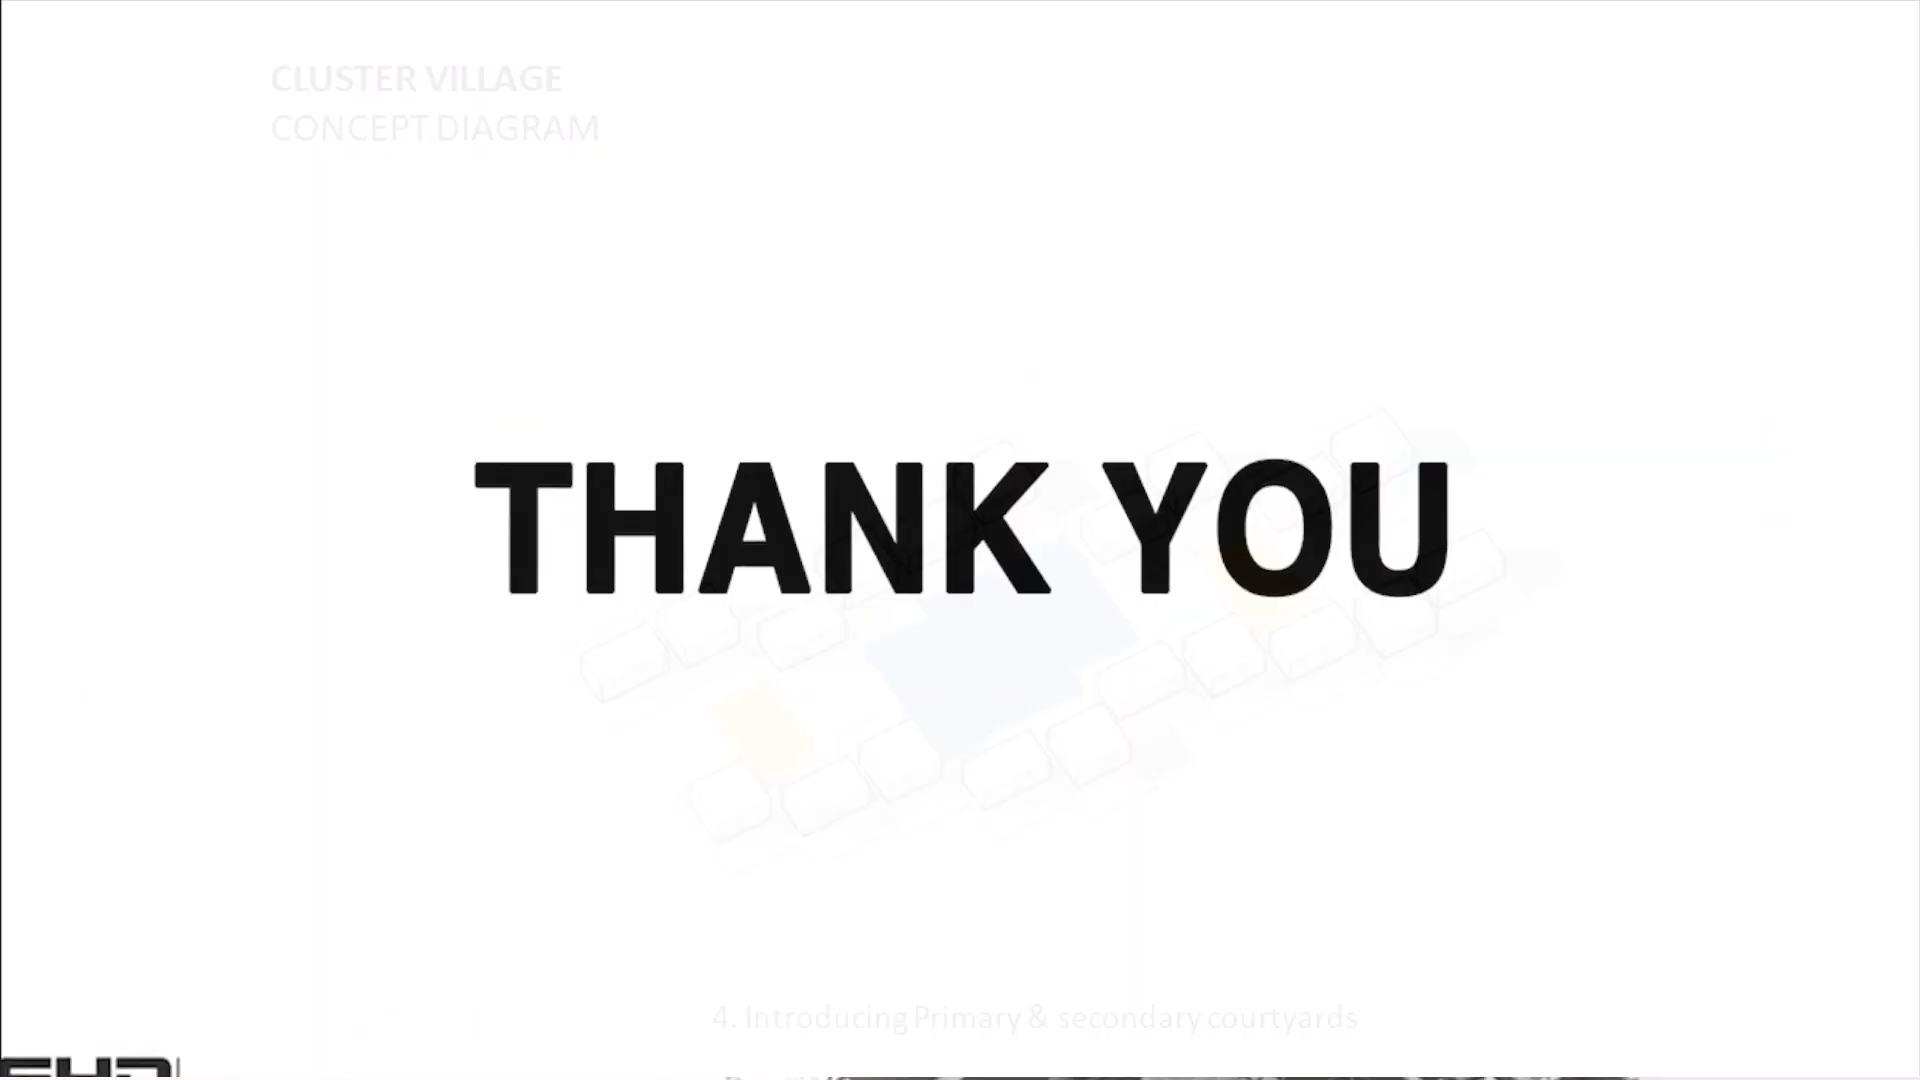 CLUSTER VILLAGE
CONCEPT DIAGRAM
THANK YOU
4. Introducing Primary & secondary courtyards